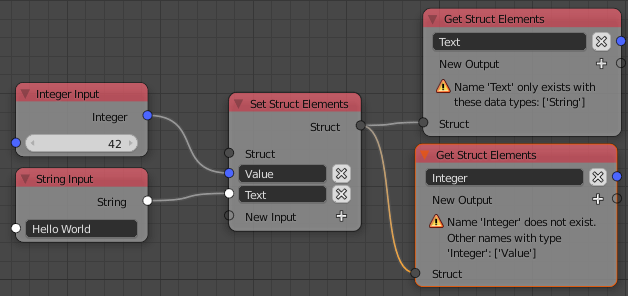 Integer Input
Integer
42
String Input
String
Hello World
Set Struct Elements
Struct
Struct
Value
Text
New Input
Get Struct Elements
Text
New Output
Name 'Text' only exists with
these data types: ['String']
Struct
Get Struct Elements
Integer
New Output
Name 'Integer' does not exist.
Other names with type
'Integer': ['Value']
Struct